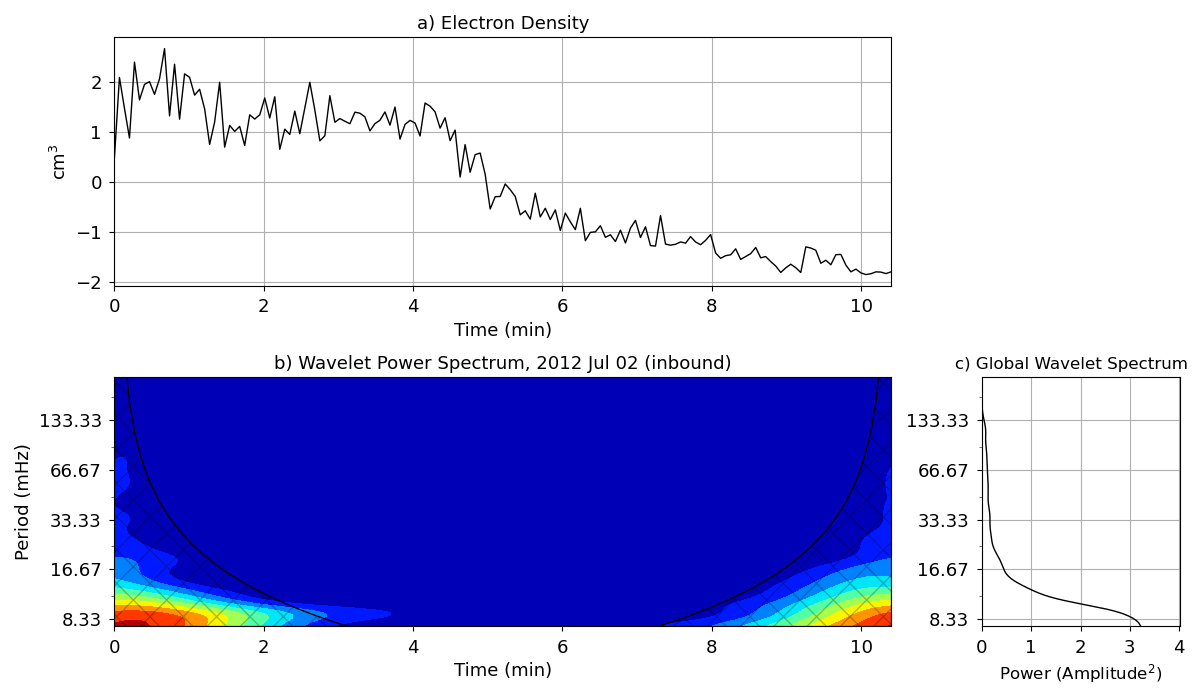 a) Electron Density
cm³
2
1
0
−1
−2
0 2 4 6 8 10
Time (min)
b) Wavelet Power Spectrum, 2012 Jul 02 (inbound)
Period (mHz)
133.33
66.67
33.33
16.67
8.33
0 2 4 6 8 10
Time (min)
c) Global Wavelet Spectrum
133.33
66.67
33.33
16.67
8.33
0 1 2 3 4
Power (Amplitude²)